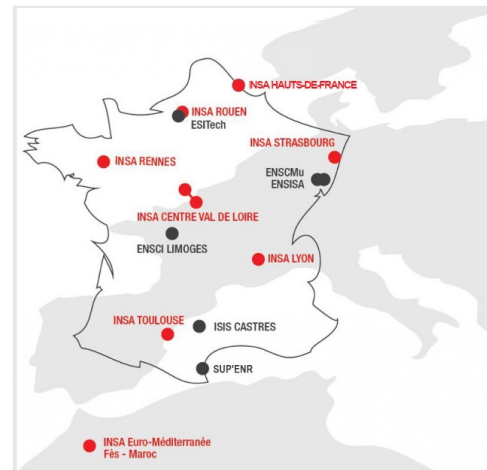 INSA HAUTS-DE-FRANCE
INSA ROUEN
ESITech
INSA STRASBOURG
INSA RENNES
ENSCMu
ENSISA
INSA CENTRE VAL DE LOIRE
ENSCI LIMOGES
INSA LYON
INSA TOULOUSE
ISIS CASTRES
SUP'ENR
INSA Euro-Méditerranée
Fès - Maroc